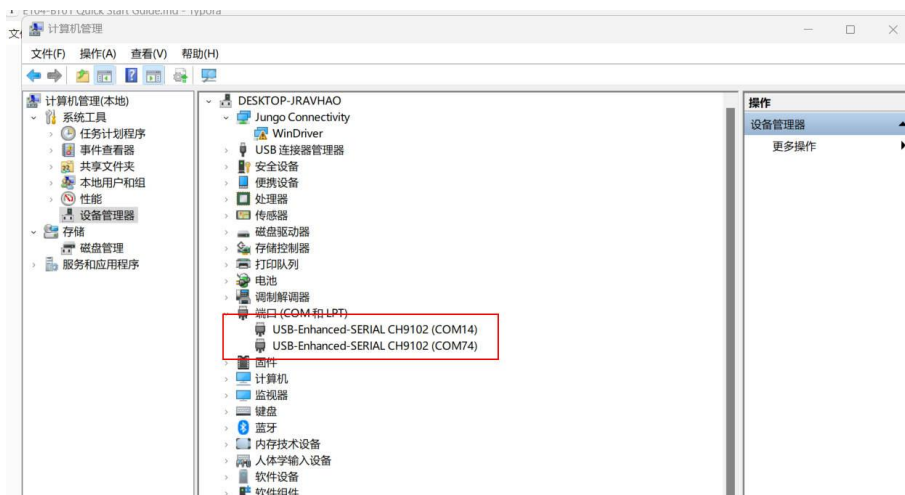 E104-BT01 Quick Start Guide.md - Typora
计算机管理
文件(F) 操作(A) 查看(V) 帮助(H)
计算机管理(本地)
系统工具
任务计划程序
事件查看器
共享文件夹
本地用户和组
性能
设备管理器
存储
磁盘管理
服务和应用程序
DESKTOP-JRAVHAO
Jungo Connectivity
WinDriver
USB 连接器管理器
安全设备
便携设备
处理器
传感器
磁盘驱动器
存储控制器
打印队列
电池
调制解调器
端口 (COM 和 LPT)
USB-Enhanced-SERIAL CH9102 (COM14)
USB-Enhanced-SERIAL CH9102 (COM74)
固件
计算机
监视器
键盘
蓝牙
内存技术设备
人体学输入设备
软件设备
软件组件
操作
设备管理器
更多操作